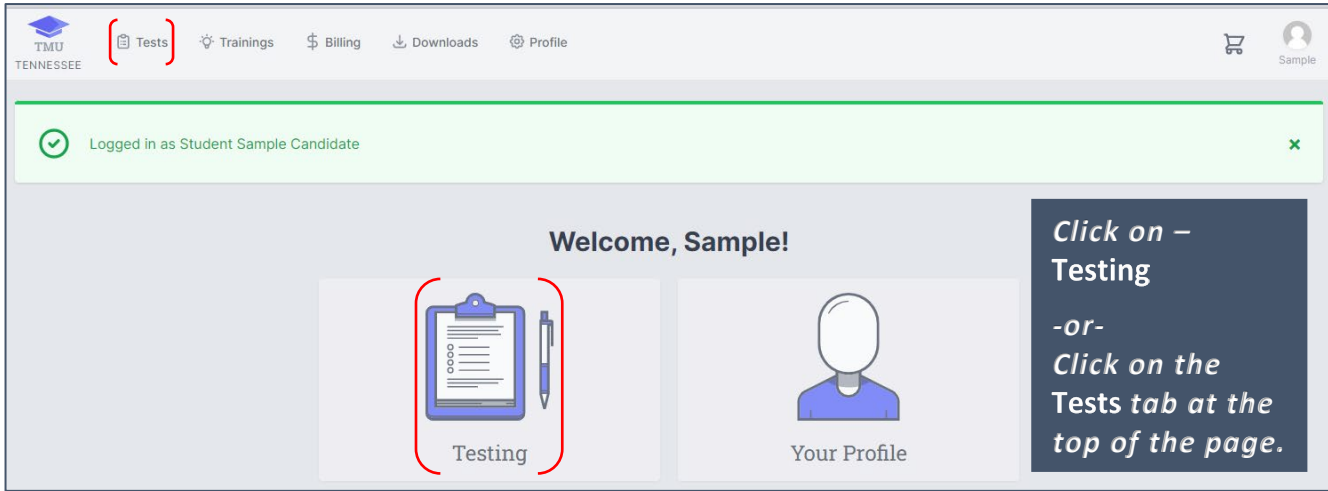 TMU
TENNESSEE
Tests
Trainings
$ Billing
Downloads
Profile
Sample
Logged in as Student Sample Candidate
×
Welcome, Sample!
Testing
Your Profile
Click on –
Testing
-or-
Click on the
Tests tab at the
top of the page.